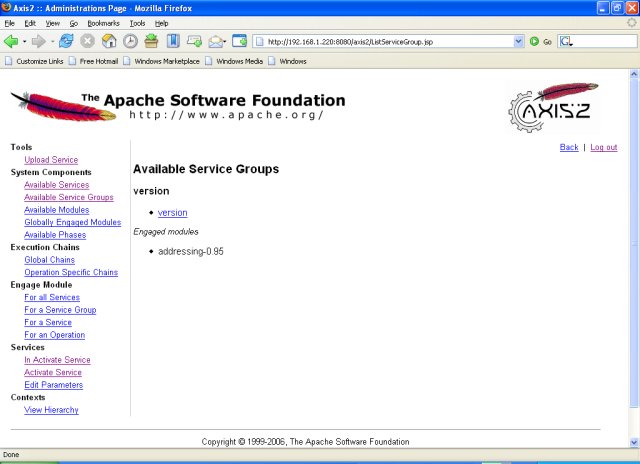 Axis2 :: Administrations Page - Mozilla Firefox
File Edit View Go Bookmarks Tools Help
http://192.168.1.220:8080/axis2/ListServiceGroup.jsp Go
Customize Links Free Hotmail Windows Marketplace Windows Media Windows
The Apache Software Foundation
http://www.apache.org/
AXIS2
Back | Log out
Tools
Upload Service
System Components
Available Services
Available Service Groups
Available Modules
Globally Engaged Modules
Available Phases
Execution Chains
Global Chains
Operation Specific Chains
Engage Module
For all Services
For a Service Group
For a Service
For an Operation
Services
In Activate Service
Activate Service
Edit Parameters
Contexts
View Hierarchy
Available Service Groups
version
version
Engaged modules
addressing-0.95
Copyright © 1999-2006, The Apache Software Foundation
Done